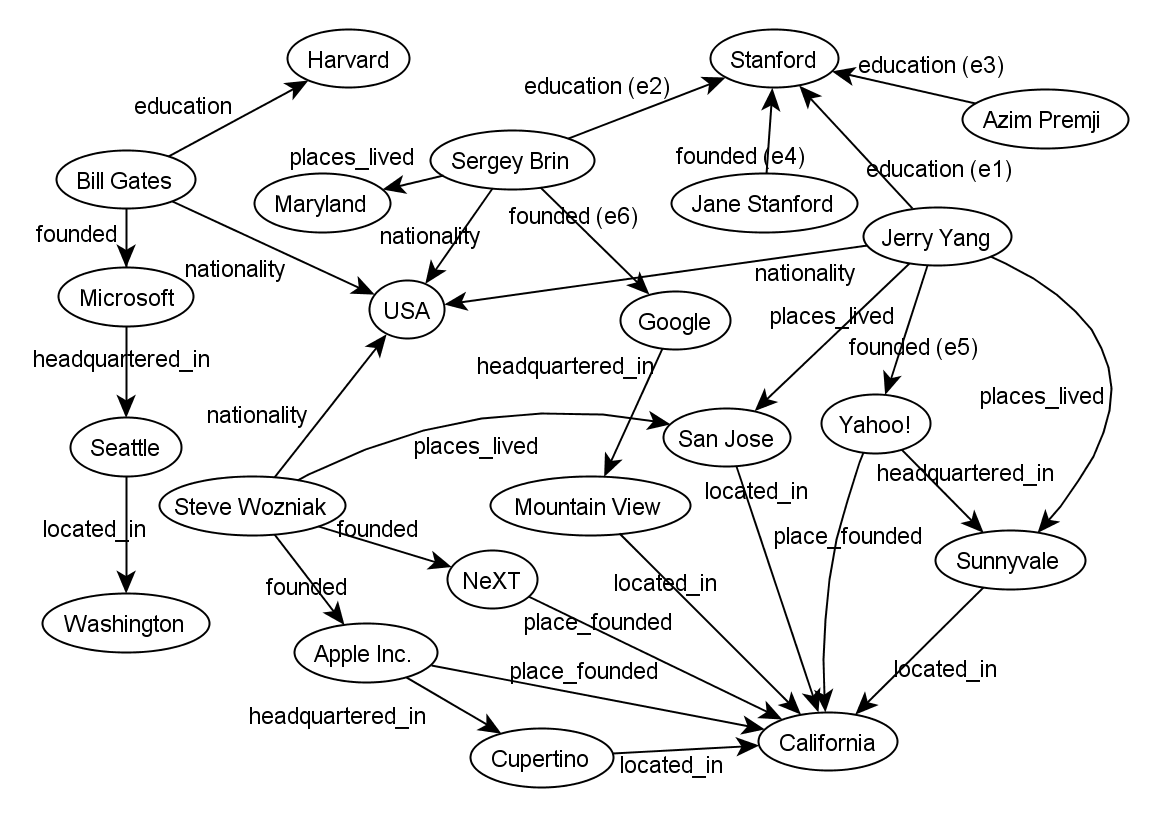 Harvard
Stanford
education (e3)
education (e2)
education
Azim Premji
places_lived
founded (e4)
Sergey Brin
education (e1)
Bill Gates
Maryland
Jane Stanford
founded (e6)
founded
nationality
Jerry Yang
nationality
nationality
Microsoft
USA
Google
places_lived
founded (e5)
headquartered_in
headquartered_in
places_lived
nationality
Yahoo!
San Jose
Seattle
places_lived
headquartered_in
located_in
Steve Wozniak
Mountain View
located_in
founded
place_founded
Sunnyvale
NeXT
founded
located_in
Washington
place_founded
Apple Inc.
place_founded
located_in
headquartered_in
California
Cupertino
located_in